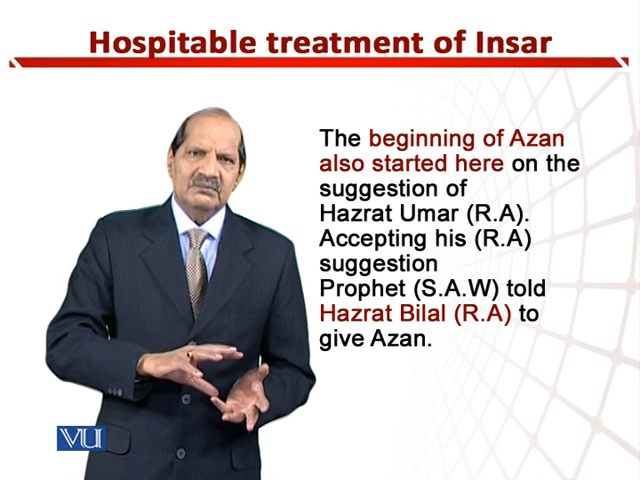 Hospitable treatment of Insar
The beginning of Azan
also started here on the
suggestion of
Hazrat Umar (R.A).
Accepting his (R.A)
suggestion
Prophet (S.A.W) told
Hazrat Bilal (R.A) to
give Azan.
VU